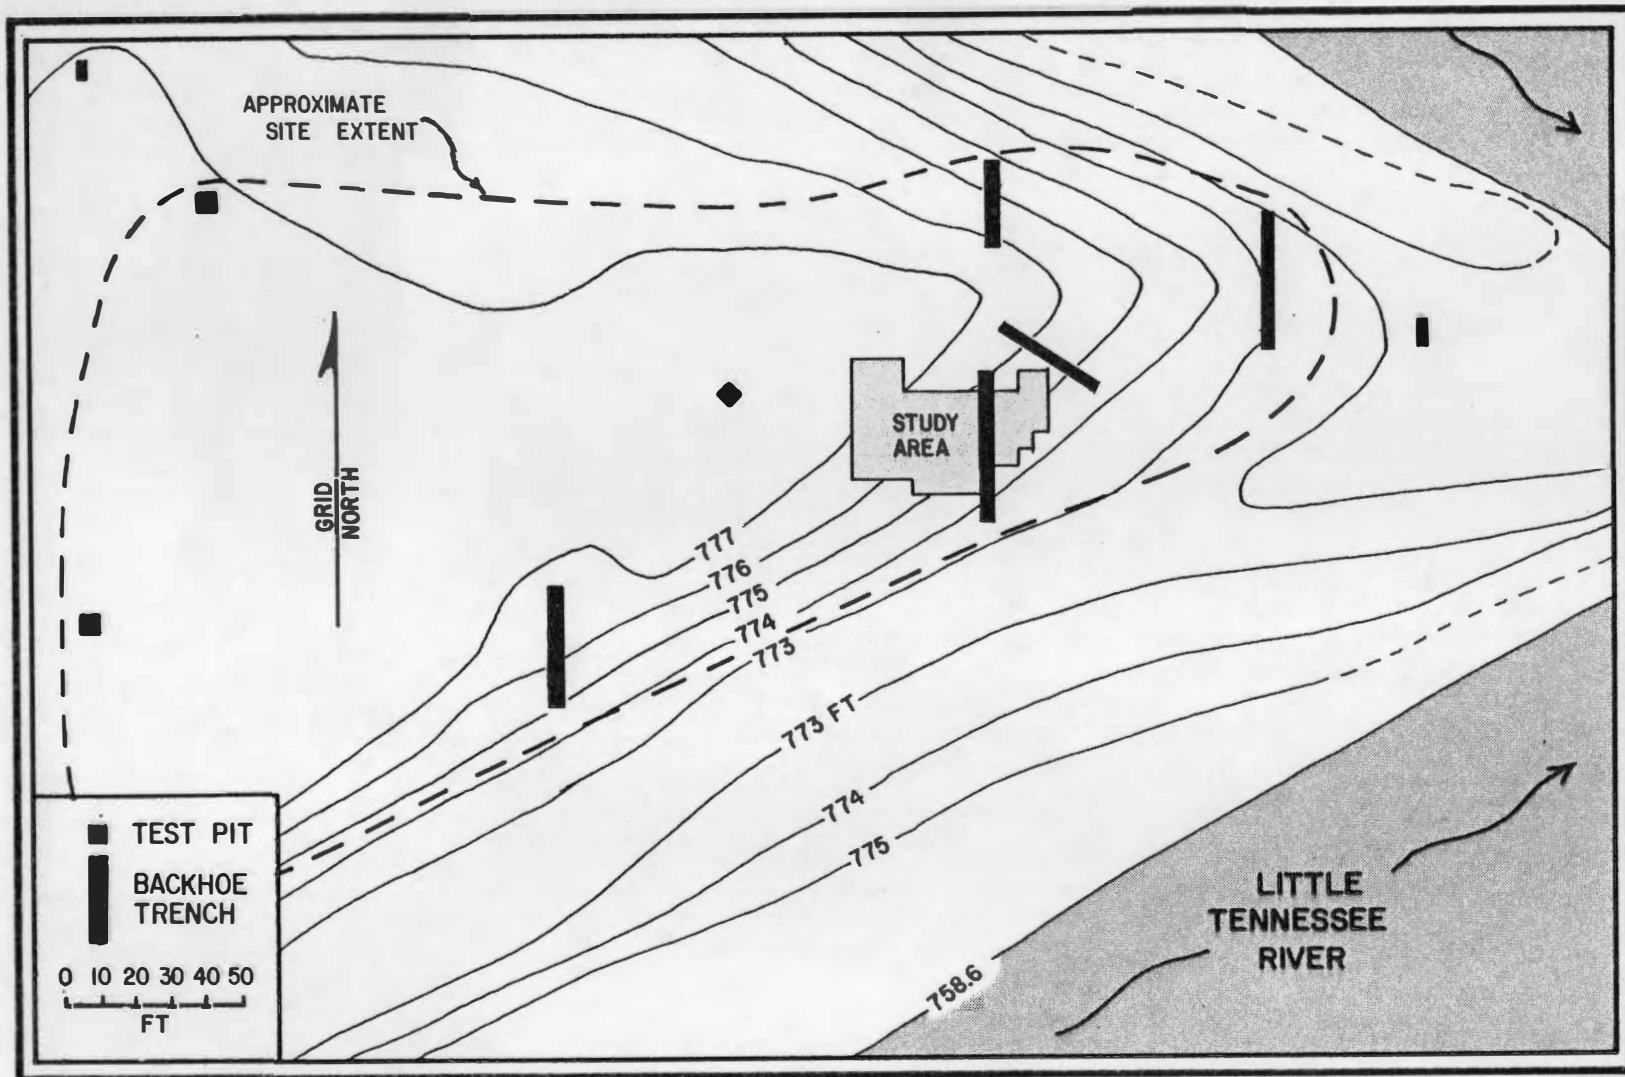 APPROXIMATE
SITE EXTENT
STUDY
AREA
GRID
NORTH
777
776
775
774
773
773 FT
774
775
758.6
TEST PIT
BACKHOE
TRENCH
0 10 20 30 40 50
FT
LITTLE
TENNESSEE
RIVER